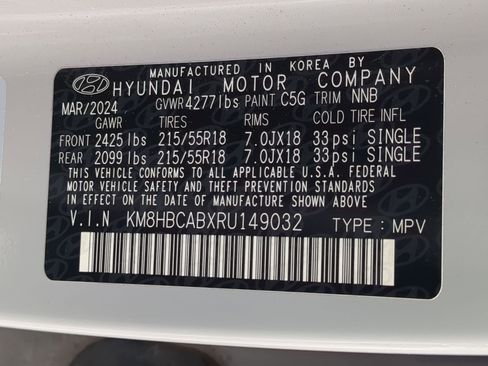 MANUFACTURED IN KOREA BY
HYUNDAI MOTOR COMPANY
MAR/2024 GVWR4277lbs PAINT C5G TRIM NNB
GAWR TIRES RIMS COLD TIRE INFL
FRONT 2425lbs 215/55R18 7.0JX18 33psi SINGLE
REAR 2099lbs 215/55R18 7.0JX18 33psi SINGLE
THIS VEHICLE CONFORMS TO ALL APPLICABLE U.S.A. FEDERAL
MOTOR VEHICLE SAFETY AND THEFT PREVENTION STANDARDS
IN EFFECT ON THE DATE OF MANUFACTURE SHOWN ABOVE.
V.I.N KM8HBCABXRU149032 TYPE: MPV